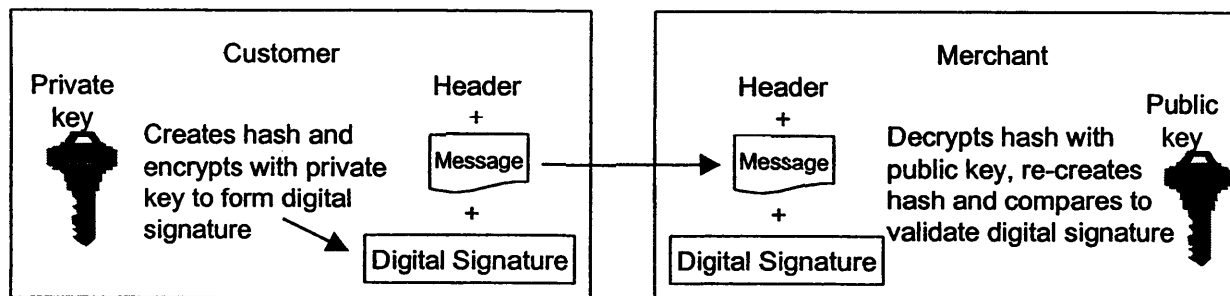 Customer
Private
key
Creates hash and
encrypts with private
key to form digital
signature
Header
+
Message
+
Digital Signature
Merchant
Header
+
Message
+
Digital Signature
Decrypts hash with
public key, re-creates
hash and compares to
validate digital signature
Public
key